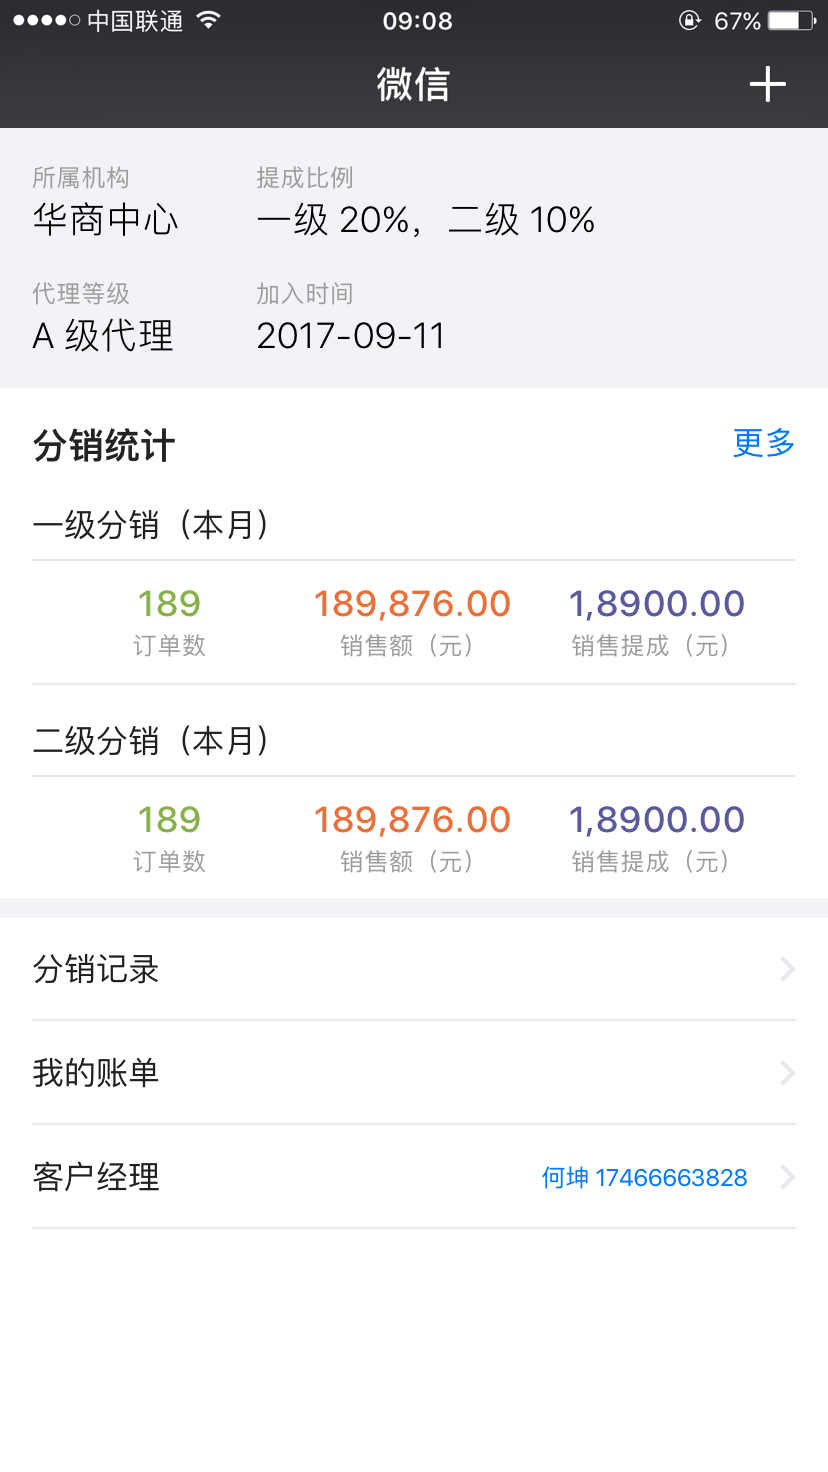 中国联通 09:08 67%
微信
所属机构 提成比例
华商中心 一级 20%，二级 10%
代理等级 加入时间
A 级代理 2017-09-11
分销统计 更多
一级分销（本月）
189 189,876.00 1,8900.00
订单数 销售额（元） 销售提成（元）
二级分销（本月）
189 189,876.00 1,8900.00
订单数 销售额（元） 销售提成（元）
分销记录
我的账单
客户经理 何坤 17466663828